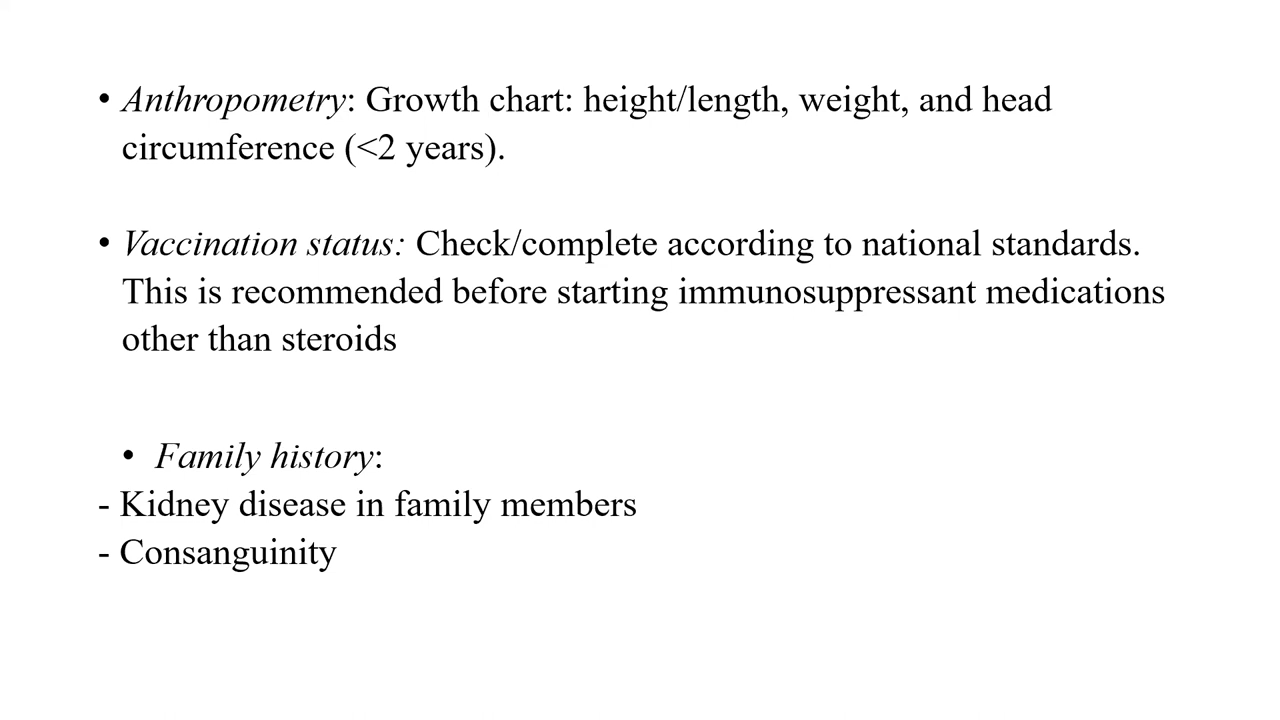 • Anthropometry: Growth chart: height/length, weight, and head
circumference (<2 years).
• Vaccination status: Check/complete according to national standards.
This is recommended before starting immunosuppressant medications
other than steroids
• Family history:
- Kidney disease in family members
- Consanguinity